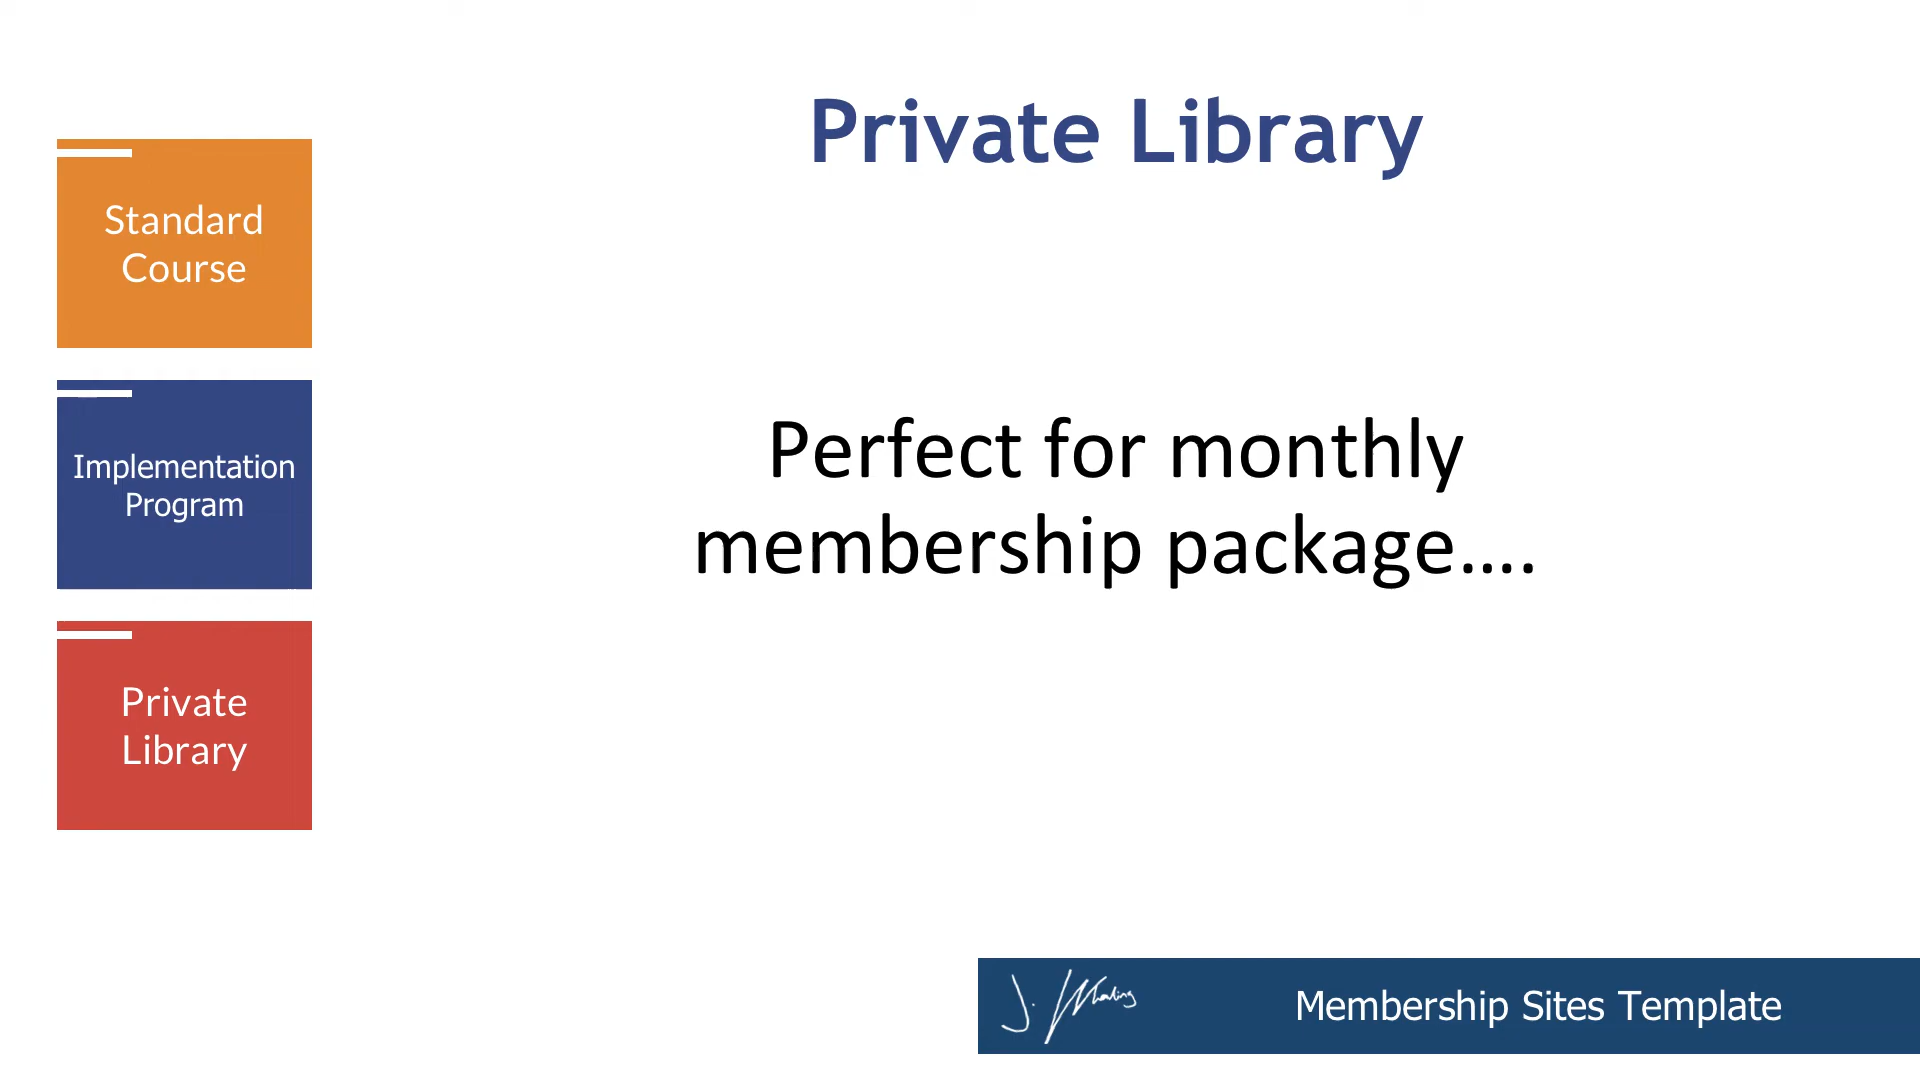 Private Library
Standard
Course
Implementation
Program
Private
Library
Perfect for monthly
membership package....
Membership Sites Template